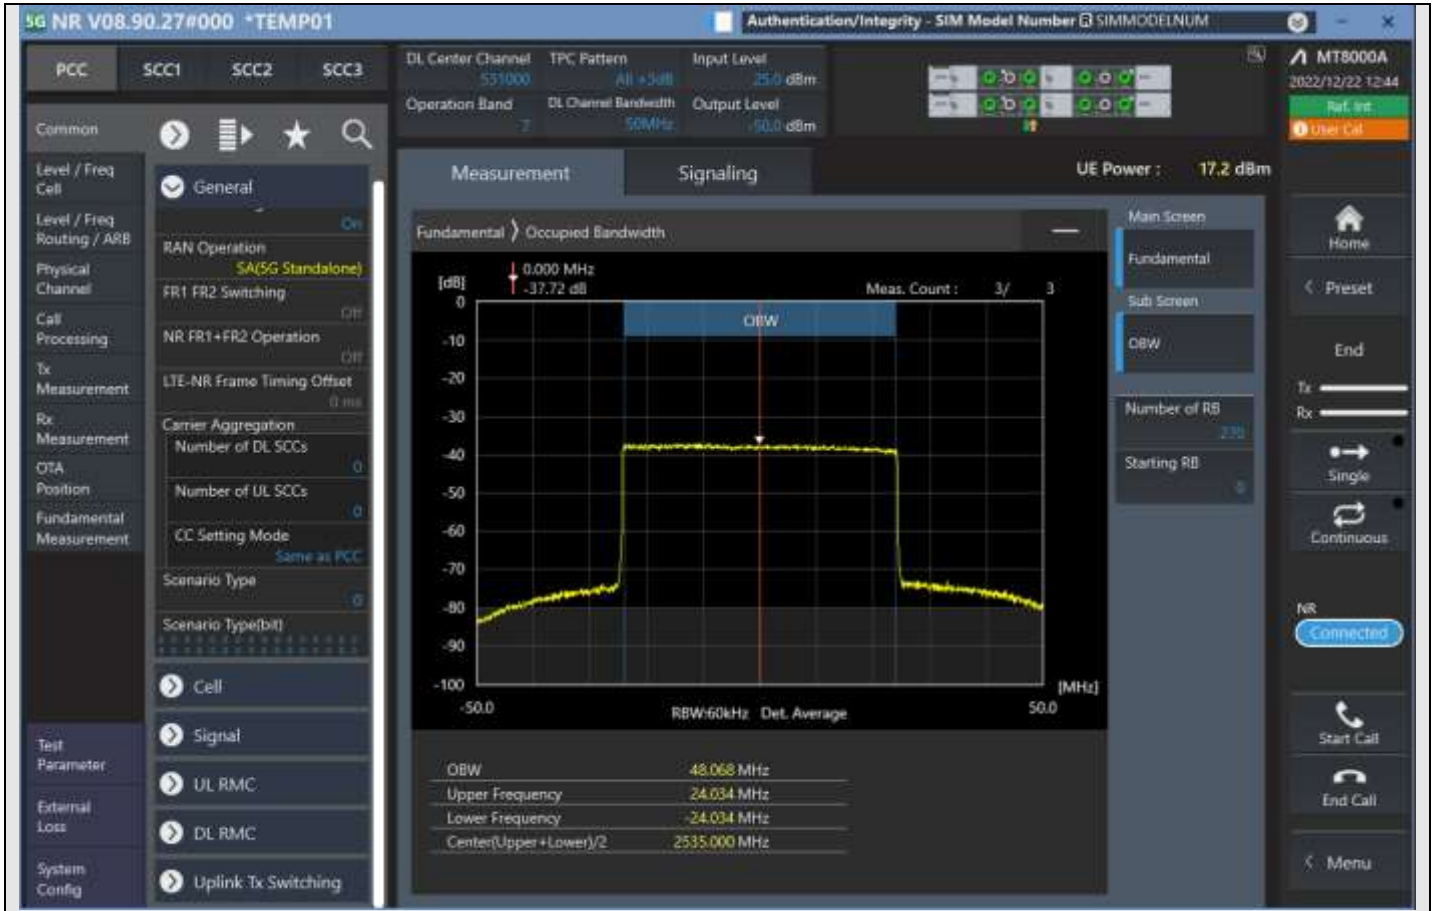 5G NR V08.90.27#000 *TEMP01
Authentication/Integrity - SIM Model Number SIMMODELNUM
PCC SCC1 SCC2 SCC3
Common
Level / Freq
Cell
Level / Freq
Routing / ARB
Physical
Channel
Call
Processing
Tx
Measurement
Rx
Measurement
OTA
Position
Fundamental
Measurement
Test
Parameter
External
Loss
System
Config
General
On
RAN Operation
SA(5G Standalone)
FR1 FR2 Switching
Off
NR FR1+FR2 Operation
Off
LTE-NR Frame Timing Offset
0 ms
Carrier Aggregation
Number of DL SCCs
0
Number of UL SCCs
0
CC Setting Mode
Same as PCC
Scenario Type
0
Scenario Type(bit)
Cell
Signal
UL RMC
DL RMC
Uplink Tx Switching
DL Center Channel TPC Pattern Input Level
531000 All +3dB 25.0 dBm
Operation Band DL Channel Bandwidth Output Level
7 50MHz -50.0 dBm
MT8000A
2022/12/22 12:44
Ref. Int
User Cal
Measurement Signaling
UE Power : 17.2 dBm
Fundamental Occupied Bandwidth
0.000 MHz
-37.72 dB
Meas. Count : 3/ 3
[dB]
0
-10
-20
-30
-40
-50
-60
-70
-80
-90
-100
OBW
[MHz]
-50.0 RBW:60kHz Det. Average 50.0
OBW 48.068 MHz
Upper Frequency 24.034 MHz
Lower Frequency -24.034 MHz
Center(Upper+Lower)/2 2535.000 MHz
Main Screen
Fundamental
Sub Screen
OBW
Number of RB
270
Starting RB
0
Home
Preset
End
Tx
Rx
Single
Continuous
NR
Connected
Start Call
End Call
Menu